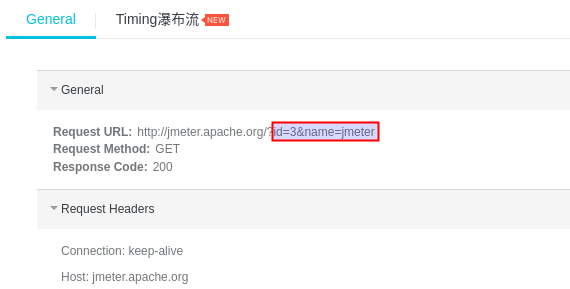 General
Timing瀑布流 NEW
General
Request URL: http://jmeter.apache.org/?id=3&name=jmeter
Request Method: GET
Response Code: 200
Request Headers
Connection: keep-alive
Host: jmeter.apache.org